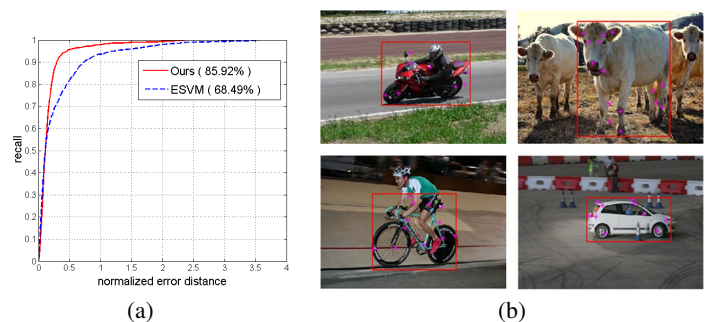 recall
1
0.9
0.8
0.7
0.6
0.5
0.4
0.3
0.2
0.1
0
Ours ( 85.92% )
ESVM ( 68.49% )
0 0.5 1 1.5 2 2.5 3 3.5 4
normalized error distance
(a)
(b)